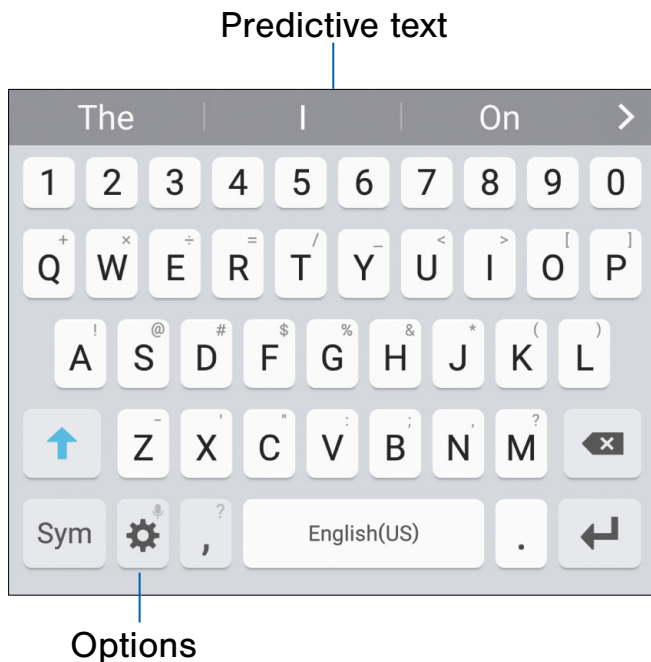 Predictive text
The I On >
1 2 3 4 5 6 7 8 9 0
+ × ÷ = / _ < > [ ]
Q W E R T Y U I O P
! @ # $ % & * ( )
A S D F G H J K L
- ' " : ; , ?
Z X C V B N M
?
Sym , English(US) .
Options